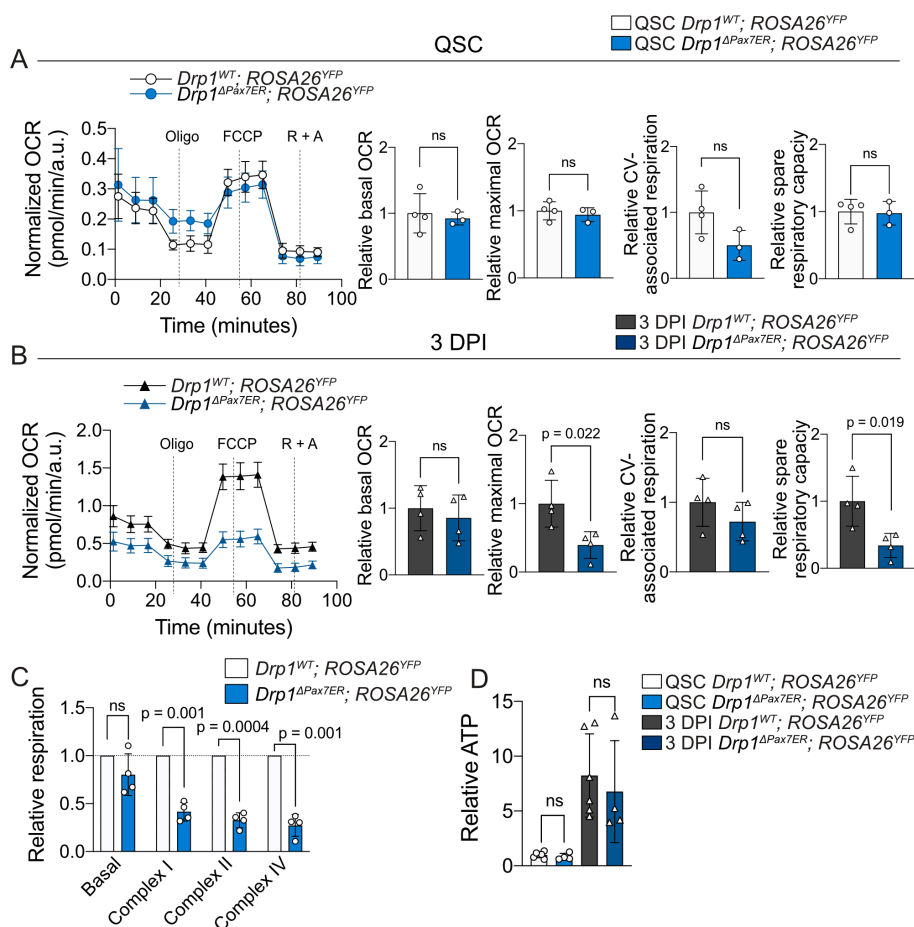 QSC
QSC Drp1WT; ROSA26YFP
QSC Drp1ΔPax7ER; ROSA26YFP
A
Drp1WT; ROSA26YFP
Drp1ΔPax7ER; ROSA26YFP
Normalized OCR
(pmol/min/a.u.)
0.5
0.4
0.3
0.2
0.1
0.0
Oligo
FCCP
R + A
0 20 40 60 80 100
Time (minutes)
Relative basal OCR
2
1
0
ns
Relative maximal OCR
2
1
0
ns
Relative CV-
associated respiration
2
1
0
ns
Relative spare
respiratory capaciy
2
1
0
ns
3 DPI
3 DPI Drp1WT; ROSA26YFP
3 DPI Drp1ΔPax7ER; ROSA26YFP
B
Drp1WT; ROSA26YFP
Drp1ΔPax7ER; ROSA26YFP
Normalized OCR
(pmol/min/a.u.)
2.0
1.5
1.0
0.5
0.0
Oligo
FCCP
R + A
0 20 40 60 80 100
Time (minutes)
Relative basal OCR
2
1
0
ns
Relative maximal OCR
2
1
0
p = 0.022
Relative CV-
associated respiration
2
1
0
ns
Relative spare
respiratory capaciy
2
1
0
p = 0.019
C
Drp1WT; ROSA26YFP
Drp1ΔPax7ER; ROSA26YFP
Relative respiration
1.5
1.0
0.5
0.0
ns
p = 0.001
p = 0.0004
p = 0.001
Basal
Complex I
Complex II
Complex IV
D
QSC Drp1WT; ROSA26YFP
QSC Drp1ΔPax7ER; ROSA26YFP
3 DPI Drp1WT; ROSA26YFP
3 DPI Drp1ΔPax7ER; ROSA26YFP
Relative ATP
15
10
5
0
ns
ns